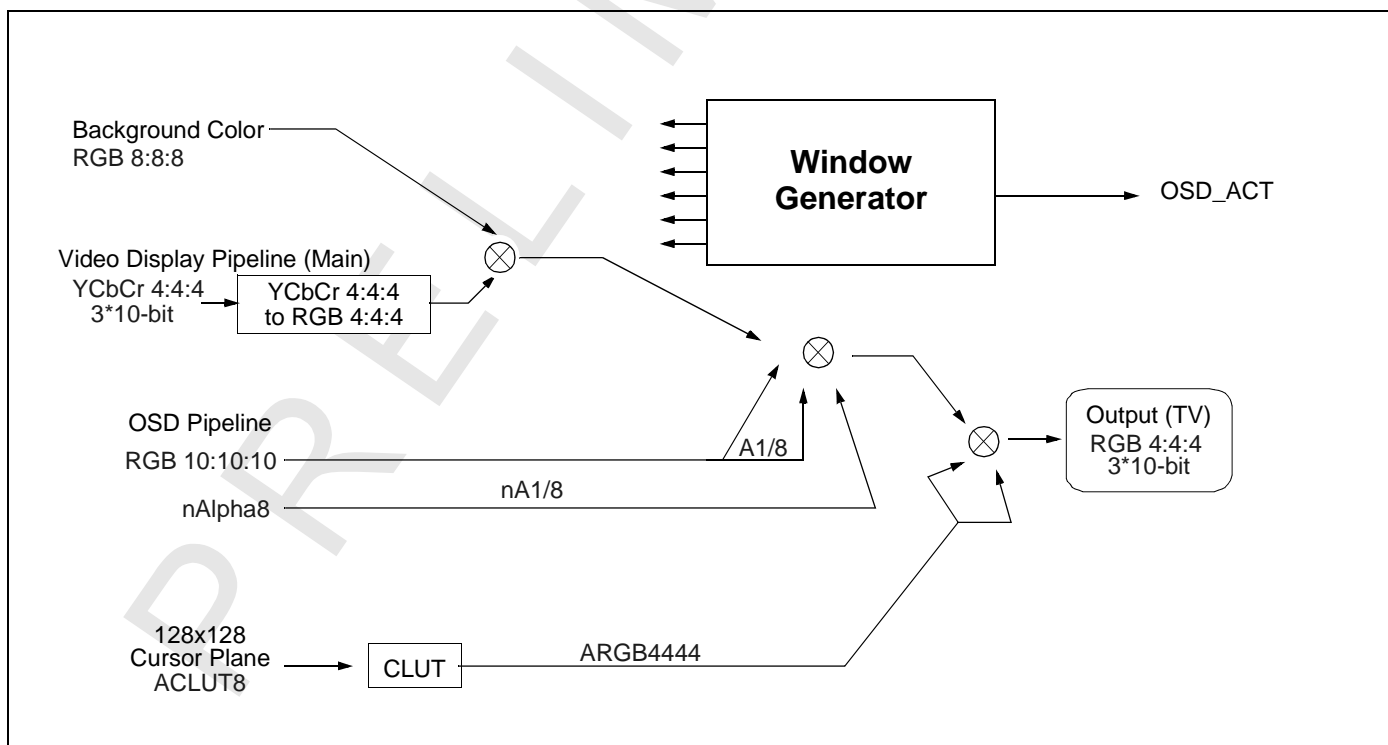 Background Color
RGB 8:8:8
Window
Generator
OSD_ACT
Video Display Pipeline (Main)
YCbCr 4:4:4
3*10-bit
YCbCr 4:4:4
to RGB 4:4:4
OSD Pipeline
RGB 10:10:10
A1/8
nAlpha8
nA1/8
Output (TV)
RGB 4:4:4
3*10-bit
128x128
Cursor Plane
ACLUT8
CLUT
ARGB4444
PRELIN